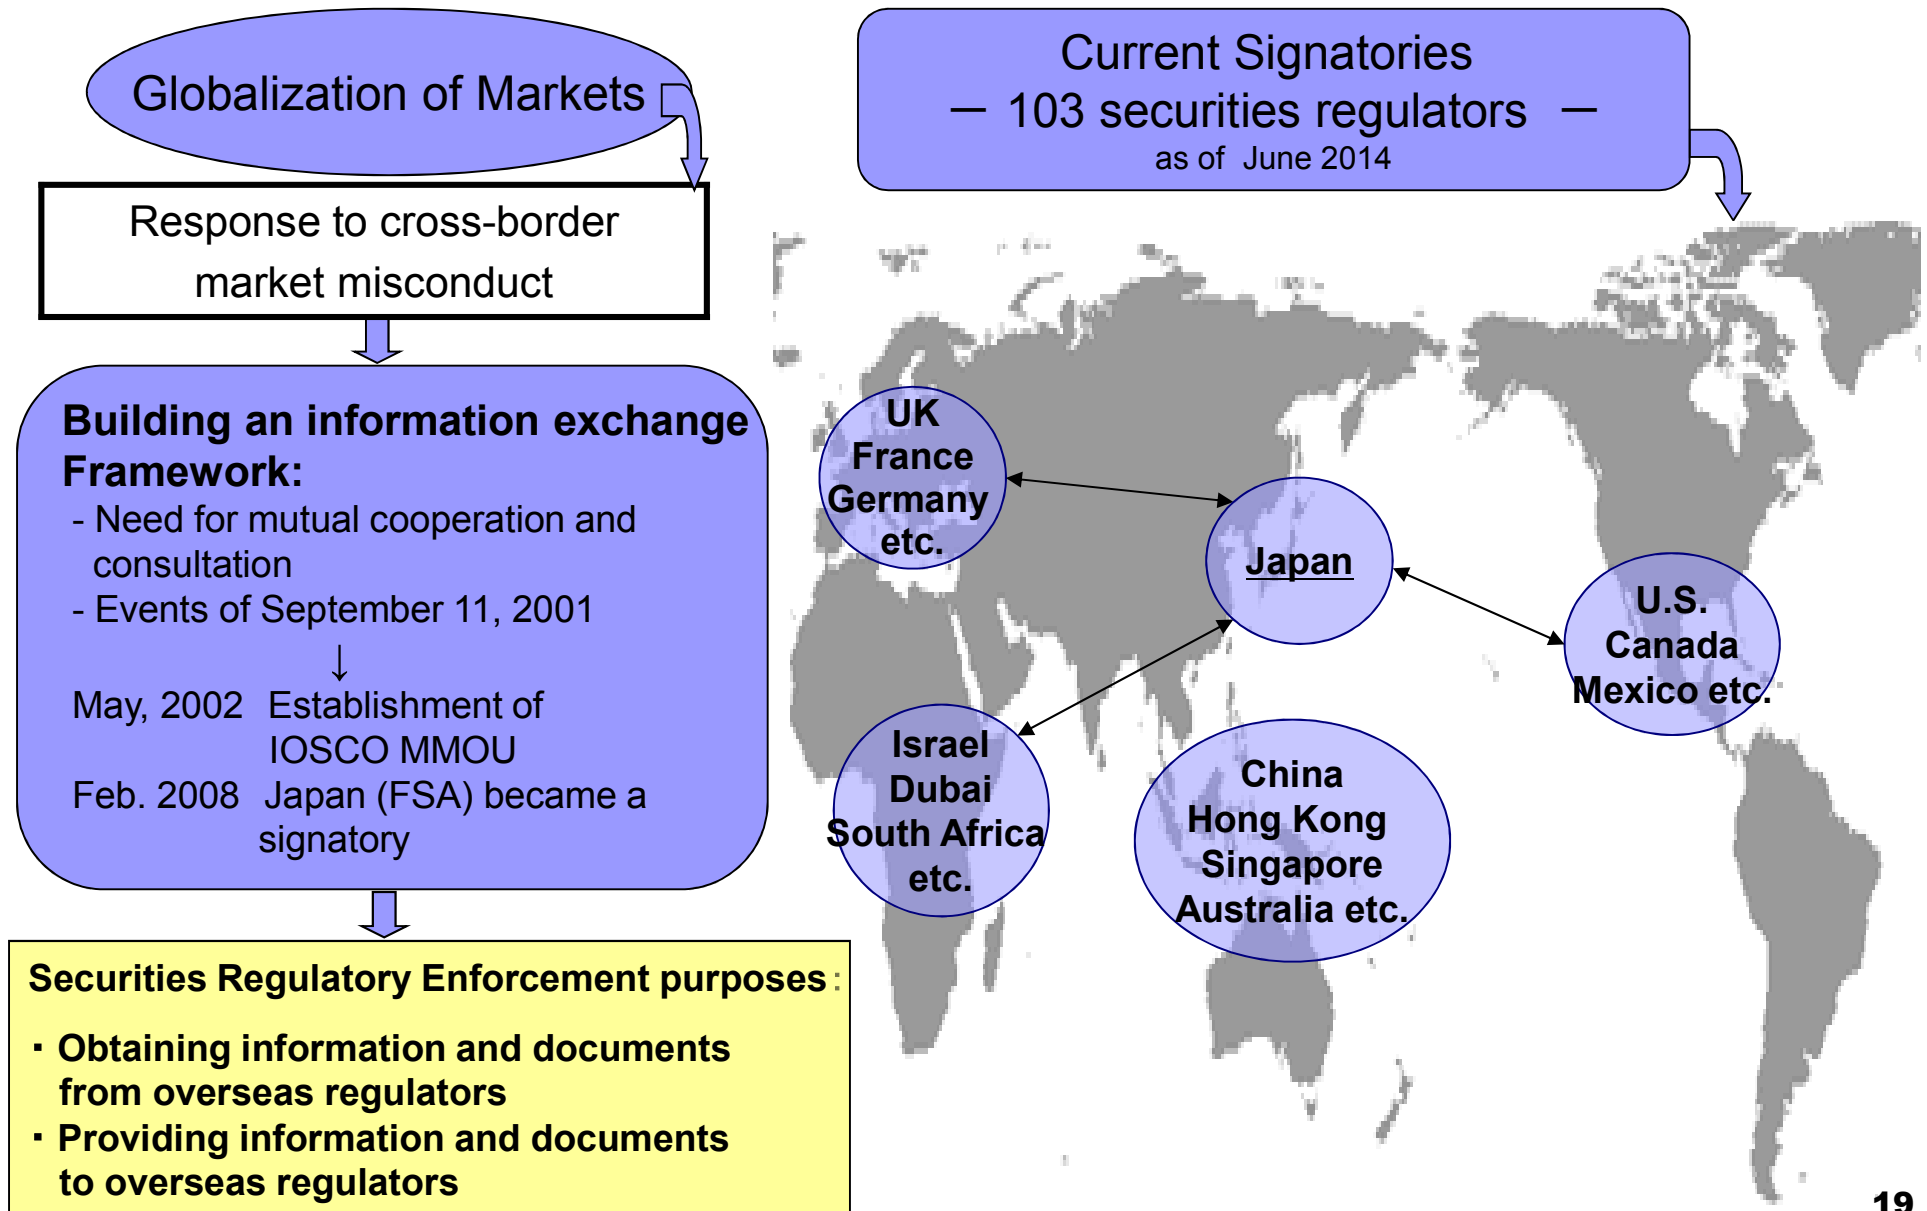 Globalization of Markets
Response to cross-border
market misconduct
Building an information exchange
Framework:
- Need for mutual cooperation and
consultation
- Events of September 11, 2001
↓
May, 2002 Establishment of
IOSCO MMOU
Feb. 2008 Japan (FSA) became a
signatory
Securities Regulatory Enforcement purposes:
・Obtaining information and documents
from overseas regulators
・Providing information and documents
to overseas regulators
Current Signatories
― 103 securities regulators ―
as of June 2014
UK
France
Germany
etc.
Japan
U.S.
Canada
Mexico etc.
Israel
Dubai
South Africa
etc.
China
Hong Kong
Singapore
Australia etc.
19